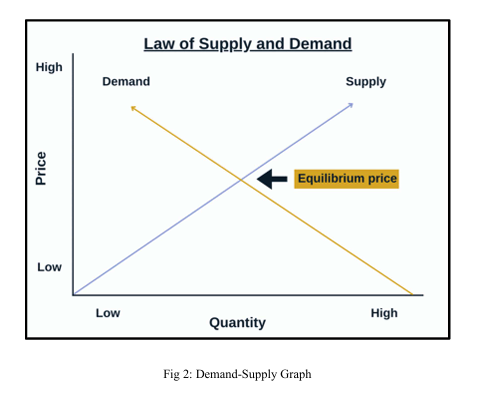 Law of Supply and Demand
High
Demand
Supply
Price
Equilibrium price
Low
Low
High
Quantity
Fig 2: Demand-Supply Graph